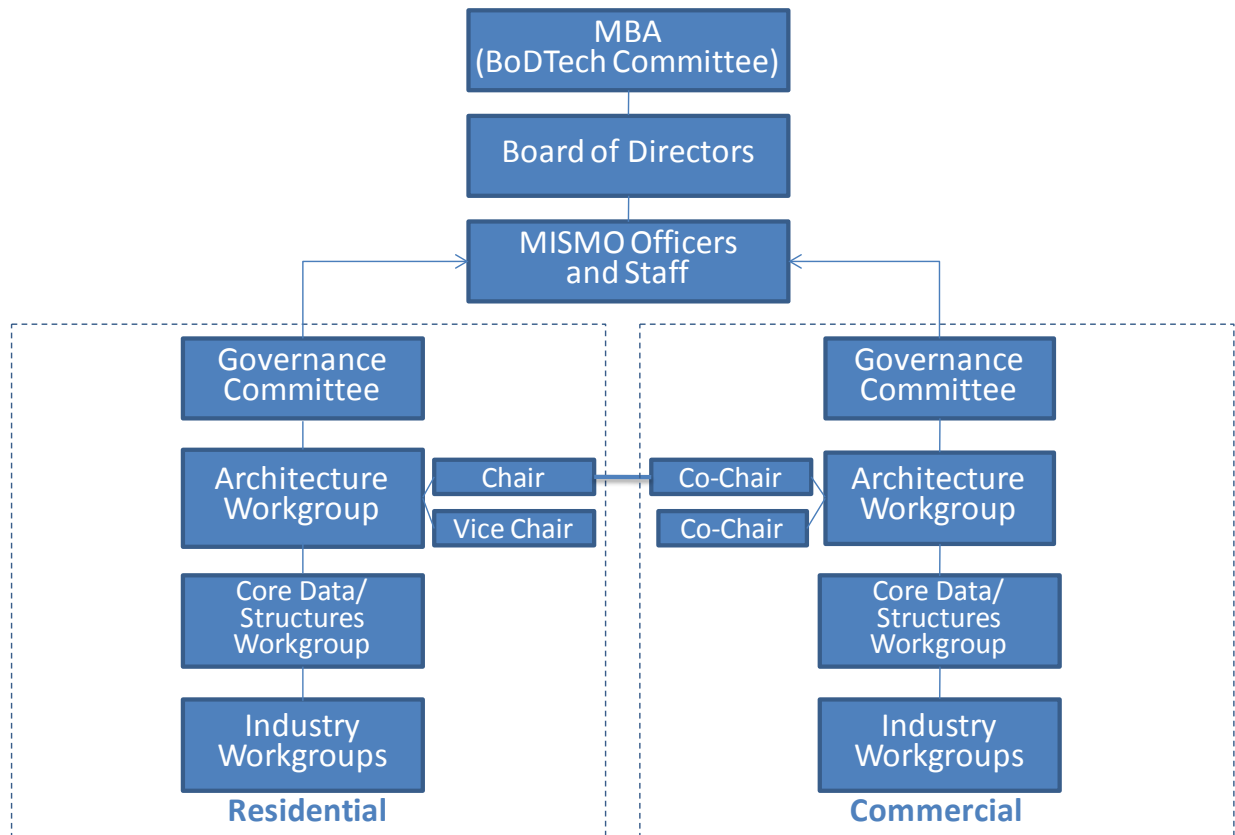 MBA
(BoDTech Committee)
Board of Directors
MISMO Officers
and Staff
Governance
Committee
Governance
Committee
Architecture
Workgroup
Chair
Vice Chair
Co-Chair
Co-Chair
Architecture
Workgroup
Core Data/
Structures
Workgroup
Core Data/
Structures
Workgroup
Industry
Workgroups
Industry
Workgroups
Residential
Commercial